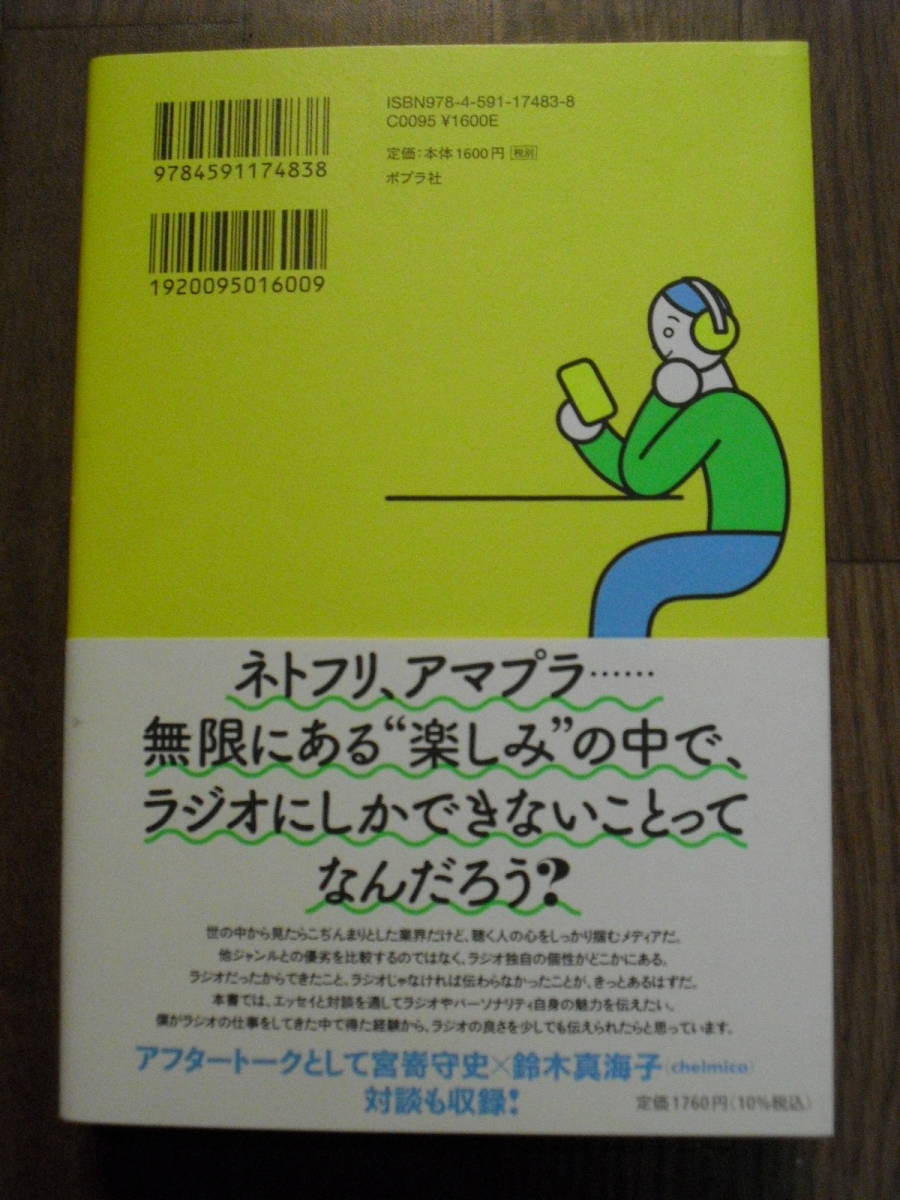 ISBN978-4-591-17483-8
C0095 ¥1600E
定価：本体1600円 税別
ポプラ社
9784591174838
1920095016009
ネトフリ、アマプラ……
無限にある“楽しみ”の中で、
ラジオにしかできないことって
なんだろう？
世の中から見たらこぢんまりとした業界だけど、聴く人の心をしっかり掴むメディアだ。
他ジャンルとの優劣を比較するのではなく、ラジオ独自の個性がどこかにある。
ラジオだったからできたこと、ラジオじゃなければ伝わらなかったことが、きっとあるはずだ。
本書では、エッセイと対談を通してラジオやパーソナリティ自身の魅力を伝えたい。
僕がラジオの仕事をしてきた中で得た経験から、ラジオの良さを少しでも伝えられたらと思っています。
アフタートークとして宮嵜守史×鈴木真海子（chelmico）
対談も収録！
定価1760円（10％税込）